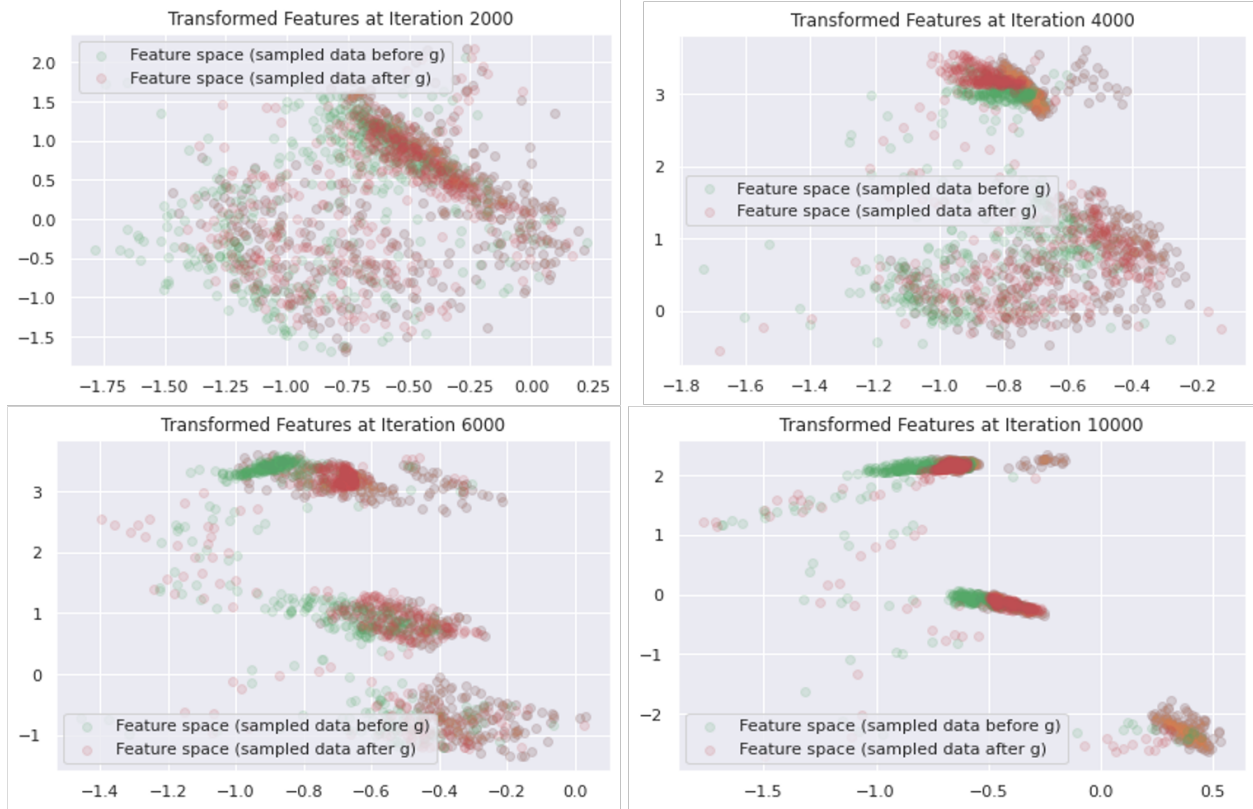 Transformed Features at Iteration 2000
Feature space (sampled data before g)
Feature space (sampled data after g)
2.0
1.5
1.0
0.5
0.0
−0.5
−1.0
−1.5
−1.75 −1.50 −1.25 −1.00 −0.75 −0.50 −0.25 0.00 0.25
Transformed Features at Iteration 4000
3
2
Feature space (sampled data before g)
Feature space (sampled data after g)
1
0
−1.8 −1.6 −1.4 −1.2 −1.0 −0.8 −0.6 −0.4 −0.2
Transformed Features at Iteration 6000
3
2
1
0
Feature space (sampled data before g)
−1
Feature space (sampled data after g)
−1.4 −1.2 −1.0 −0.8 −0.6 −0.4 −0.2 0.0
Transformed Features at Iteration 10000
2
1
0
−1
−2
Feature space (sampled data before g)
Feature space (sampled data after g)
−1.5 −1.0 −0.5 0.0 0.5